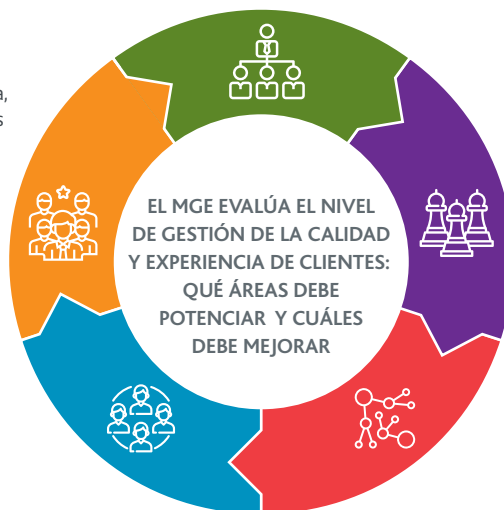 EL MGE EVALÚA EL NIVEL
DE GESTIÓN DE LA CALIDAD
Y EXPERIENCIA DE CLIENTES:
QUÉ ÁREAS DEBE
POTENCIAR Y CUÁLES
DEBE MEJORAR